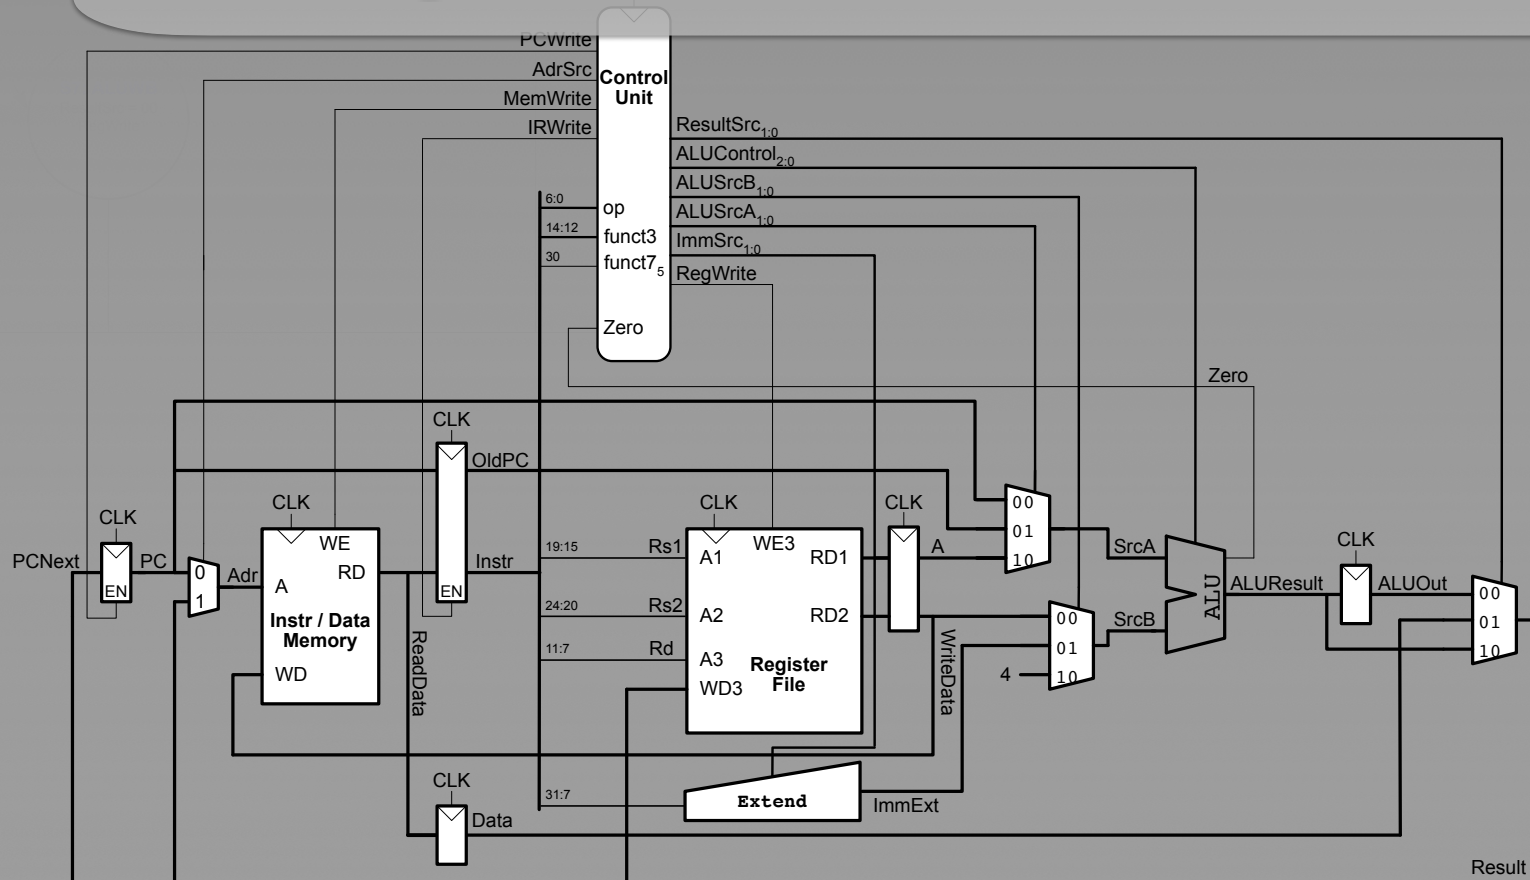 PCWrite
AdrSrc
MemWrite
IRWrite
Control
Unit
ResultSrc1:0
ALUControl2:0
ALUSrcB1:0
ALUSrcA1:0
ImmSrc1:0
RegWrite
6:0
op
14:12
funct3
30
funct75
Zero
Zero
CLK
OldPC
CLK
CLK
CLK
CLK
CLK
PCNext
PC
EN
0
1
Adr
WE
A
RD
Instr / Data
Memory
WD
EN
Instr
ReadData
19:15
Rs1
24:20
Rs2
11:7
Rd
A1
WE3
RD1
A2
RD2
A3
WD3
Register
File
A
WriteData
00
01
10
00
01
10
4
SrcA
SrcB
ALU
ALUResult
ALUOut
00
01
10
CLK
31:7
Extend
ImmExt
Data
Result